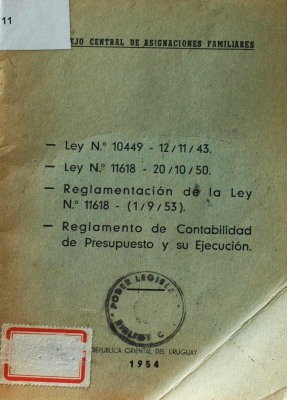 11
EJO CENTRAL DE ASIGNACIONES FAMILIARES
— Ley N.º 10449 - 12/11/43.
— Ley N.º 11618 - 20/10/50.
— Reglamentación de la Ley
N.º 11618 - (1/9/53).
— Reglamento de Contabilidad
de Presupuesto y su Ejecución.
PODER LEGISLA
REPUBLICA ORIENTAL DEL URUGUAY
1954